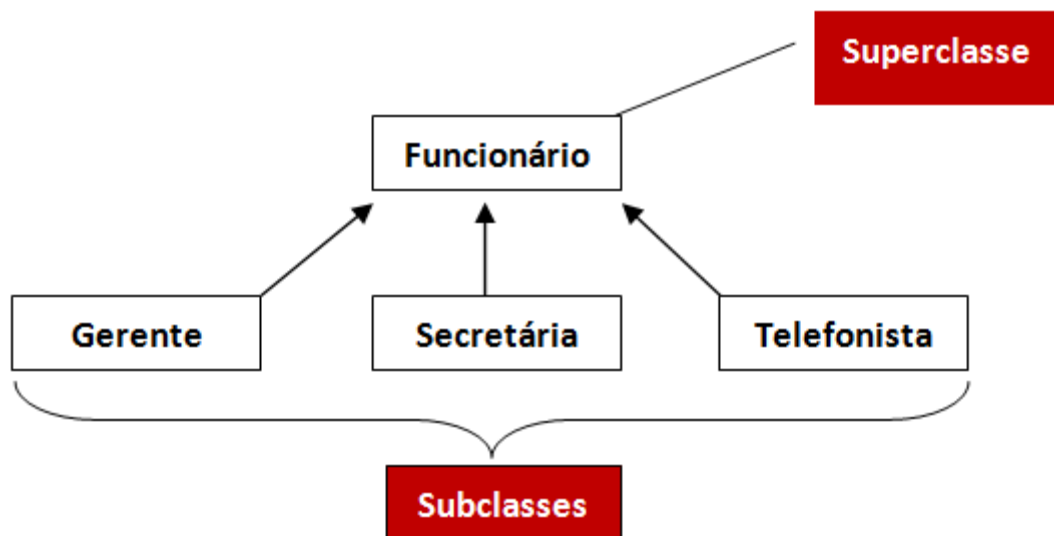 Superclasse
Funcionário
Gerente
Secretária
Telefonista
Subclasses